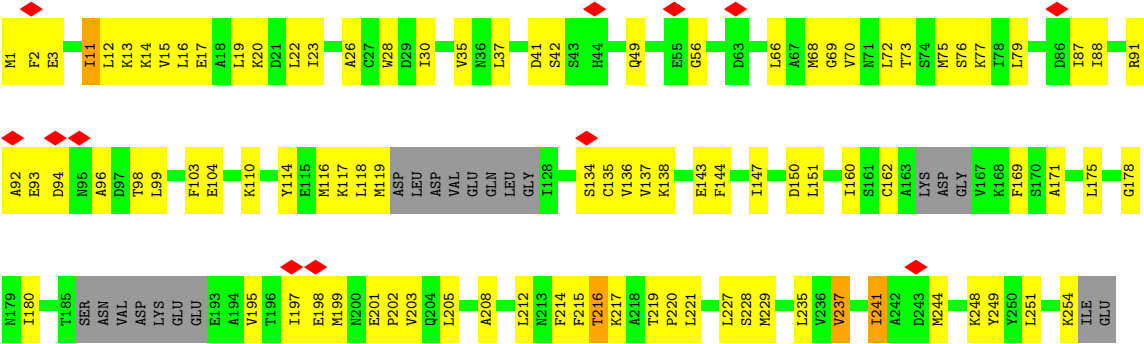 M1 F2 E3 I11 L12 K13 K14 V15 L16 E17 A18 L19 K20 D21 L22 I23 A26 C27 W28 D29 I30 V35 N36 L37 D41 S42 S43 H44 Q49 E55 G56 D63 L66 A67 M68 G69 V70 N71 L72 T73 S74 M75 S76 K77 I78 L79 D86 I87 I88 R91
A92 E93 D94 N95 A96 D97 T98 L99 F103 E104 K110 Y114 E115 M116 K117 L118 M119 ASP LEU ASP VAL GLU GLN LEU GLY I128 S134 C135 V136 V137 K138 E143 F144 I147 D150 L151 I160 S161 C162 A163 LYS ASP GLY V167 K168 F169 S170 A171 L175 G178
N179 I180 T185 SER ASN VAL ASP LYS GLU GLU E193 A194 V195 T196 I197 E198 M199 N200 E201 P202 V203 Q204 L205 A208 L212 N213 F214 F215 T216 K217 A218 T219 P220 L221 L227 S228 M229 L235 V236 V237 I241 A242 D243 M244 K248 Y249 Y250 L251 K254 ILE GLU